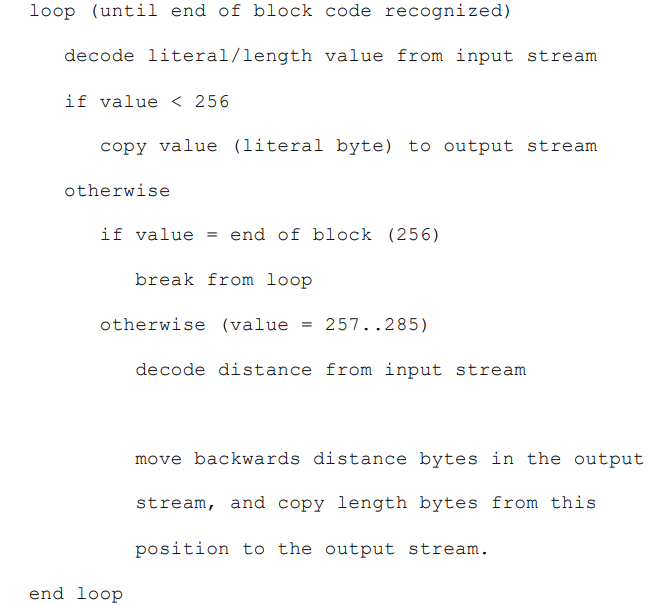 loop (until end of block code recognized)
decode literal/length value from input stream
if value < 256
copy value (literal byte) to output stream
otherwise
if value = end of block (256)
break from loop
otherwise (value = 257..285)
decode distance from input stream
move backwards distance bytes in the output
stream, and copy length bytes from this
position to the output stream.
end loop